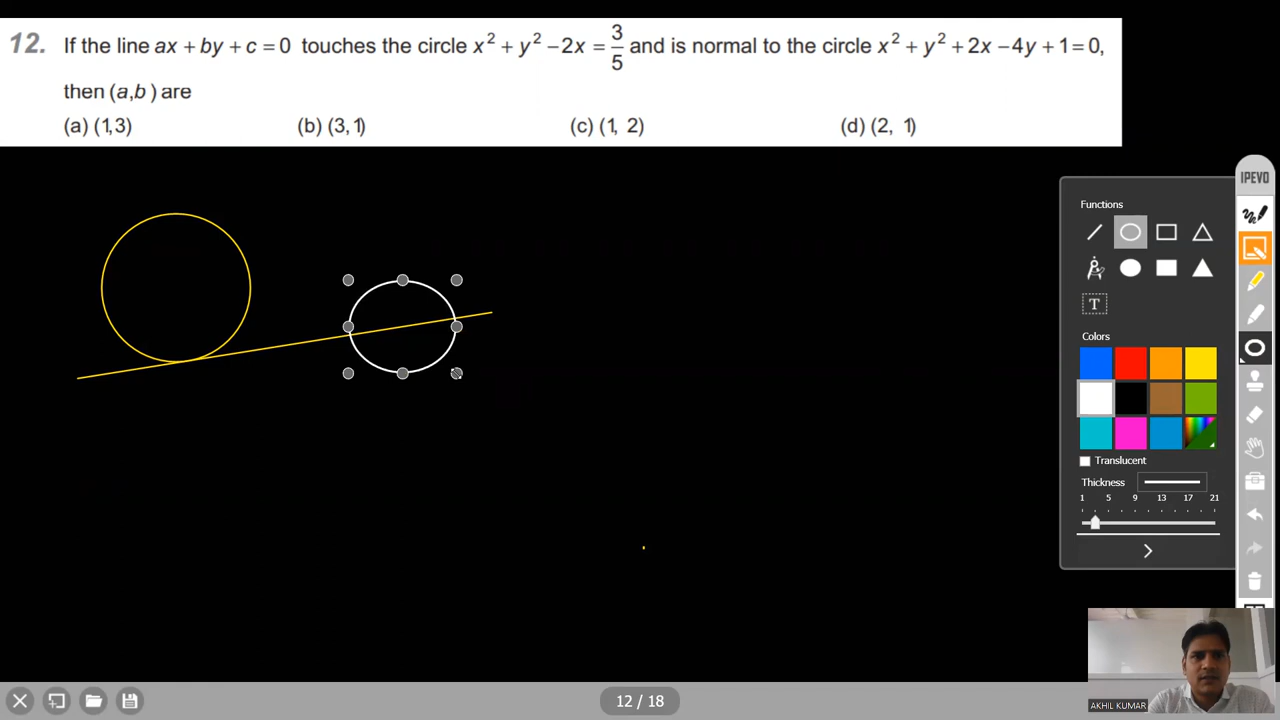 12. If the line ax + by + c = 0 touches the circle x² + y² − 2x = 3/5 and is normal to the circle x² + y² + 2x − 4y + 1 = 0,
then (a,b) are
(a) (1,3) (b) (3,1) (c) (1, 2) (d) (2, 1)
IPEVO
Functions
T
Colors
Translucent
Thickness
1 5 9 13 17 21
12 / 18
AKHIL KUMAR